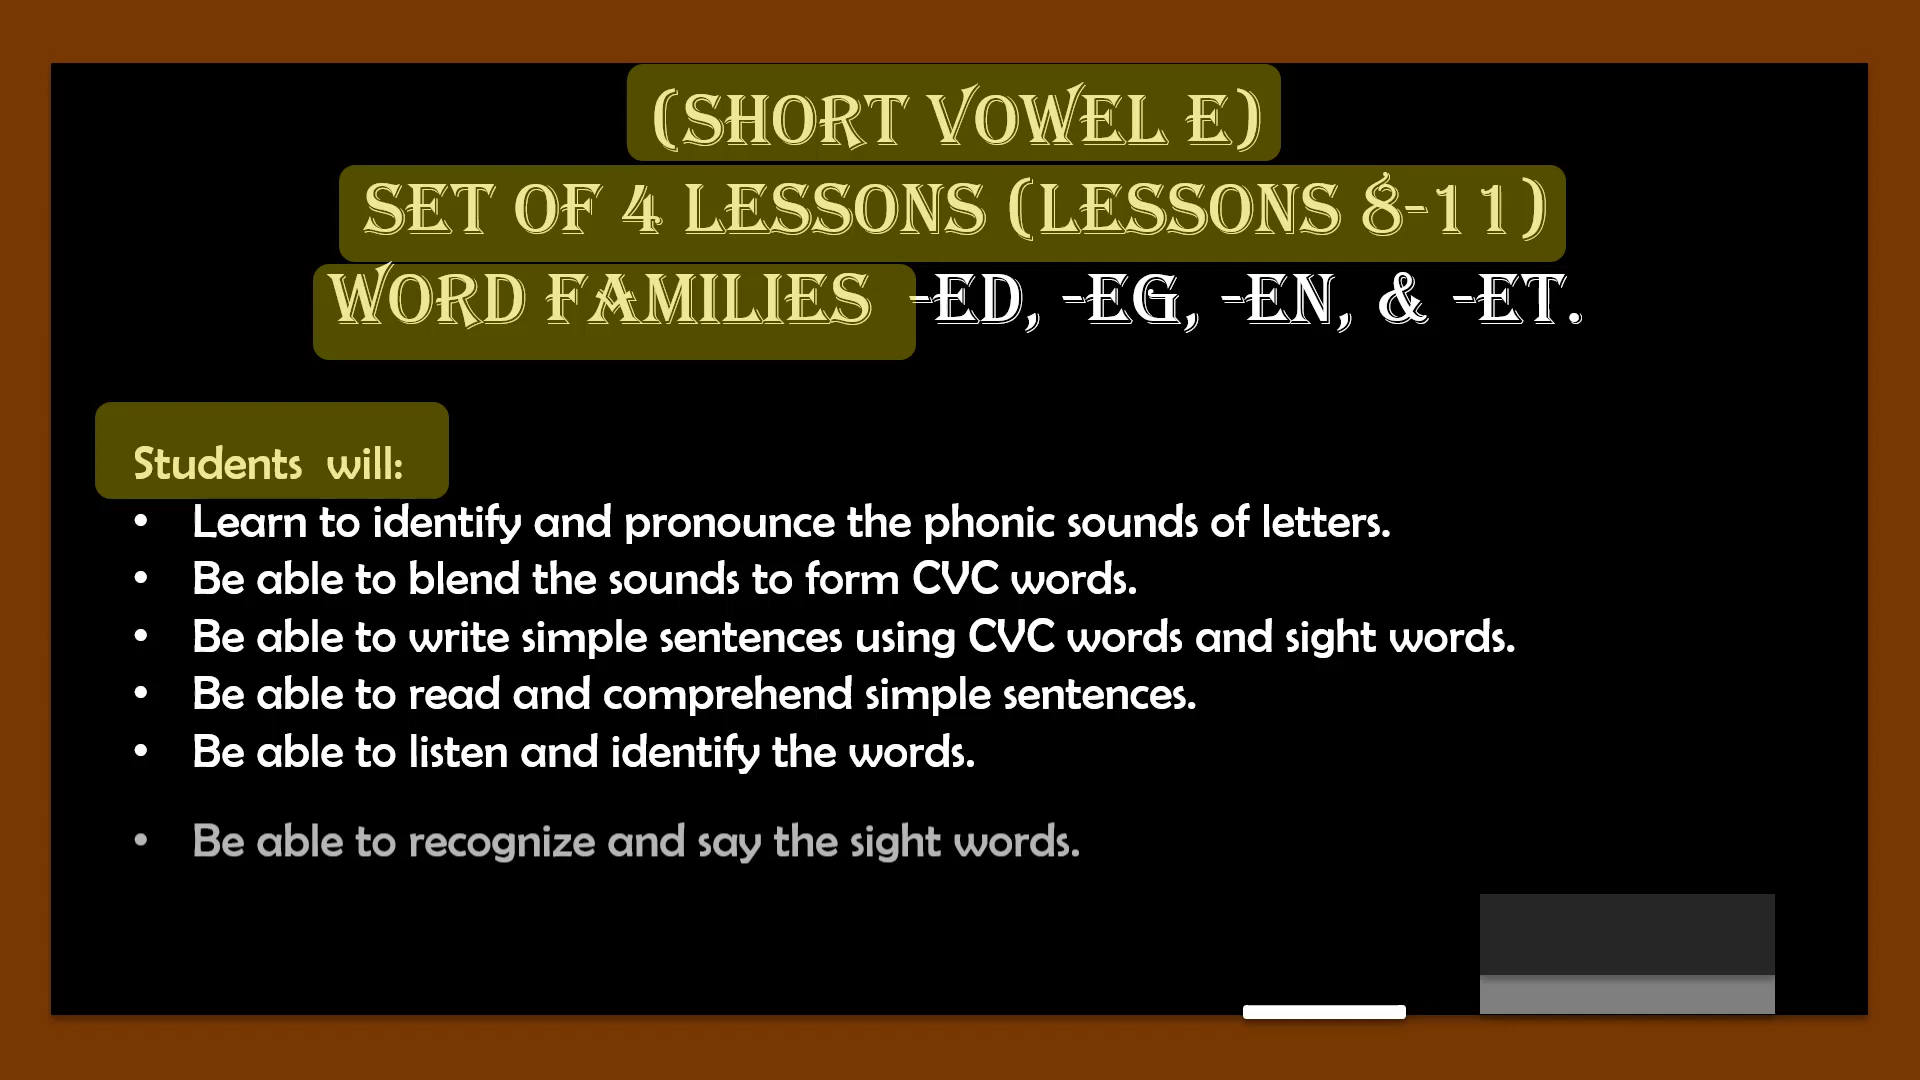 (SHORT VOWEL E)
SET OF 4 LESSONS (LESSONS 8-11)
WORD FAMILIES -ED, -EG, -EN, & -ET.
Students will:
• Learn to identify and pronounce the phonic sounds of letters.
• Be able to blend the sounds to form CVC words.
• Be able to write simple sentences using CVC words and sight words.
• Be able to read and comprehend simple sentences.
• Be able to listen and identify the words.
• Be able to recognize and say the sight words.